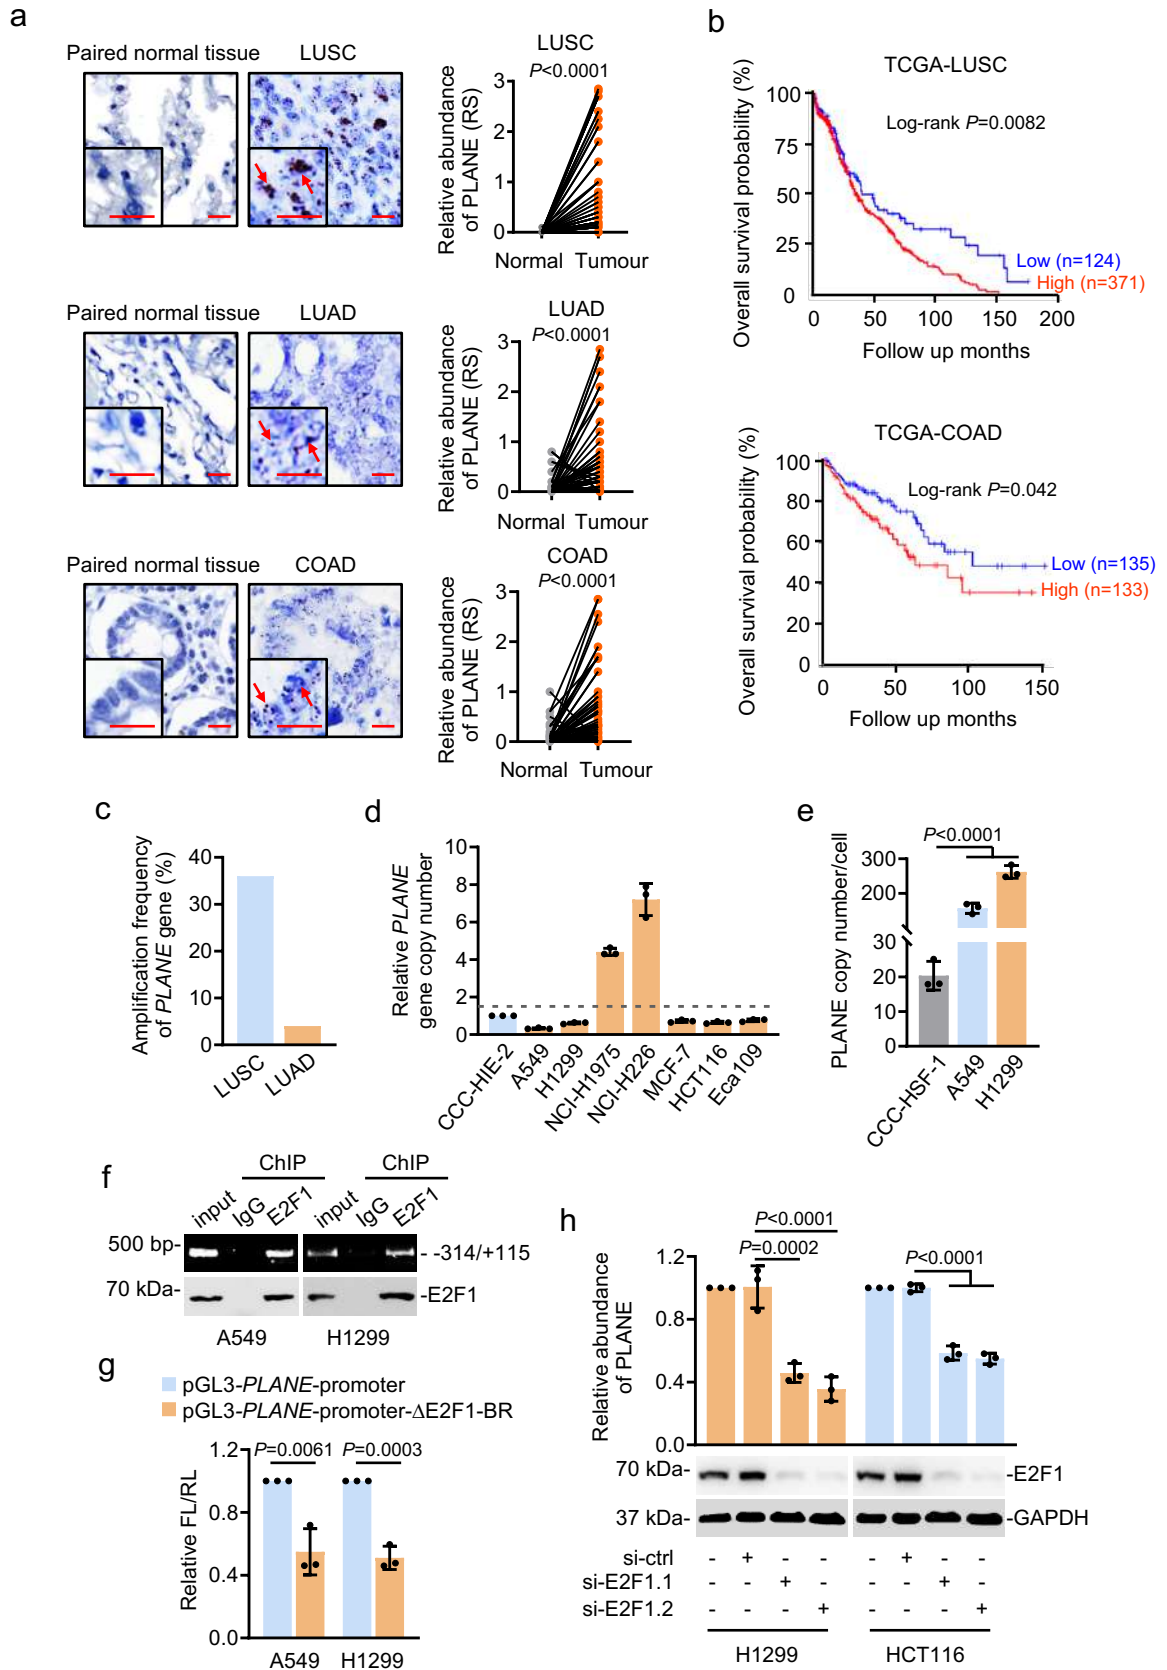 a
Paired normal tissue
LUSC
LUSC
P<0.0001
Relative abundance
of PLANE (RS)
3
2
1
0
Normal Tumour
Paired normal tissue
LUAD
LUAD
P<0.0001
Relative abundance
of PLANE (RS)
3
2
1
0
Normal Tumour
Paired normal tissue
COAD
COAD
P<0.0001
Relative abundance
of PLANE (RS)
3
2
1
0
Normal Tumour
b
TCGA-LUSC
Log-rank P=0.0082
Overall survival probability (%)
100
75
50
25
0
Low (n=124)
High (n=371)
0 50 100 150 200
Follow up months
TCGA-COAD
Log-rank P=0.042
Overall survival probability (%)
100
80
60
40
20
0
Low (n=135)
High (n=133)
0 50 100 150
Follow up months
c
Amplification frequency
of PLANE gene (%)
40
30
20
10
0
LUSC
LUAD
d
Relative PLANE
gene copy number
10
8
6
4
2
0
CCC-HIE-2
A549
H1299
NCI-H1975
NCI-H226
MCF-7
HCT116
Eca109
e
P<0.0001
PLANE copy number/cell
300
200
30
20
10
0
CCC-HSF-1
A549
H1299
f
ChIP
ChIP
input
IgG
E2F1
input
IgG
E2F1
500 bp-
- -314/+115
70 kDa-
-E2F1
A549
H1299
g
pGL3-PLANE-promoter
pGL3-PLANE-promoter-ΔE2F1-BR
P=0.0061
P=0.0003
Relative FL/RL
1.2
0.8
0.4
0.0
A549
H1299
h
P<0.0001
P=0.0002
P<0.0001
Relative abundance
of PLANE
1.2
0.8
0.4
0.0
70 kDa-
-E2F1
37 kDa-
-GAPDH
si-ctrl - + - - - + - -
si-E2F1.1 - - + - - - + -
si-E2F1.2 - - - + - - - +
H1299
HCT116